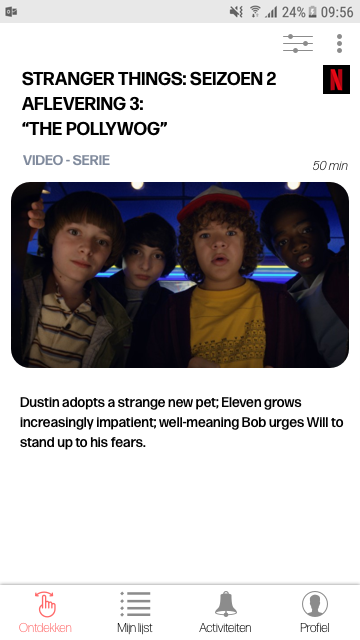 24% 09:56
STRANGER THINGS: SEIZOEN 2
AFLEVERING 3:
“THE POLLYWOG”
N
VIDEO - SERIE
50 min
Dustin adopts a strange new pet; Eleven grows
increasingly impatient; well-meaning Bob urges Will to
stand up to his fears.
Ontdekken Mijn lijst Activiteiten Profiel